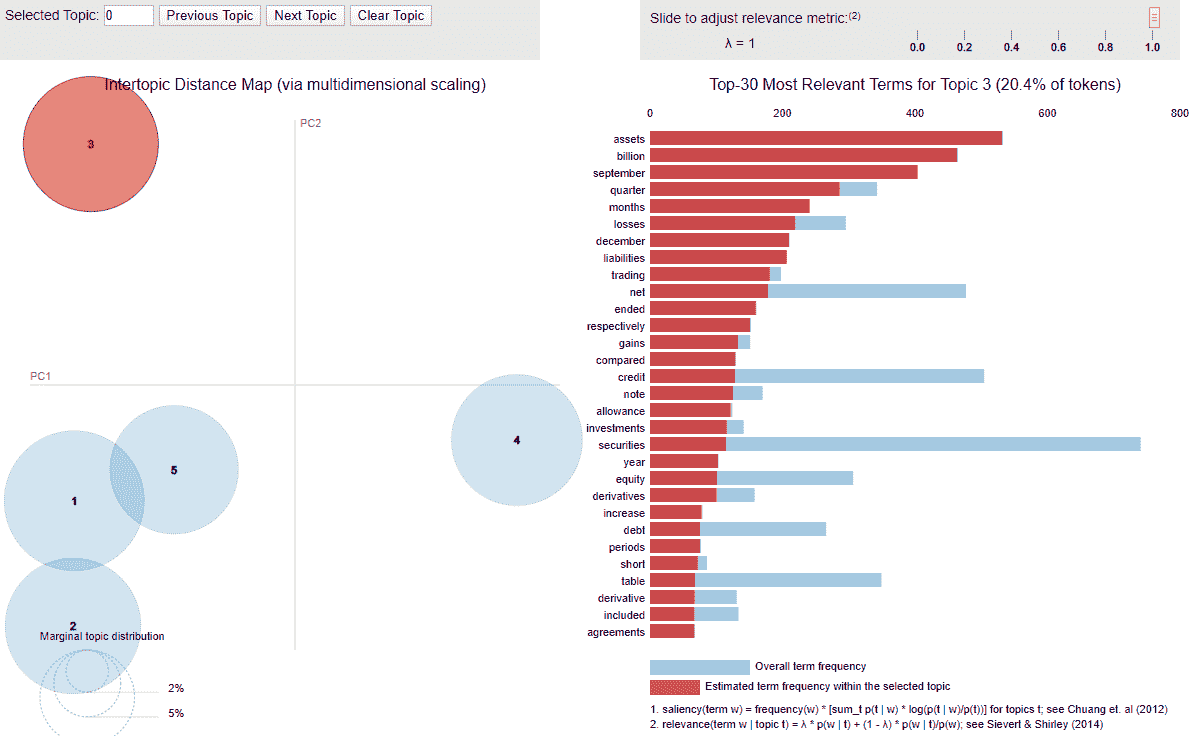 Selected Topic: 0 Previous Topic Next Topic Clear Topic
Slide to adjust relevance metric:(2)
λ = 1
0.0 0.2 0.4 0.6 0.8 1.0
Intertopic Distance Map (via multidimensional scaling)
PC2
PC1
3
4
5
1
2
Marginal topic distribution
2%
5%
Top-30 Most Relevant Terms for Topic 3 (20.4% of tokens)
0 200 400 600 800
assets
billion
september
quarter
months
losses
december
liabilities
trading
net
ended
respectively
gains
compared
credit
note
allowance
investments
securities
year
equity
derivatives
increase
debt
periods
short
table
derivative
included
agreements
Overall term frequency
Estimated term frequency within the selected topic
1. saliency(term w) = frequency(w) * [sum_t p(t | w) * log(p(t | w)/p(t))] for topics t; see Chuang et. al (2012)
2. relevance(term w | topic t) = λ * p(w | t) + (1 - λ) * p(w | t)/p(w); see Sievert & Shirley (2014)